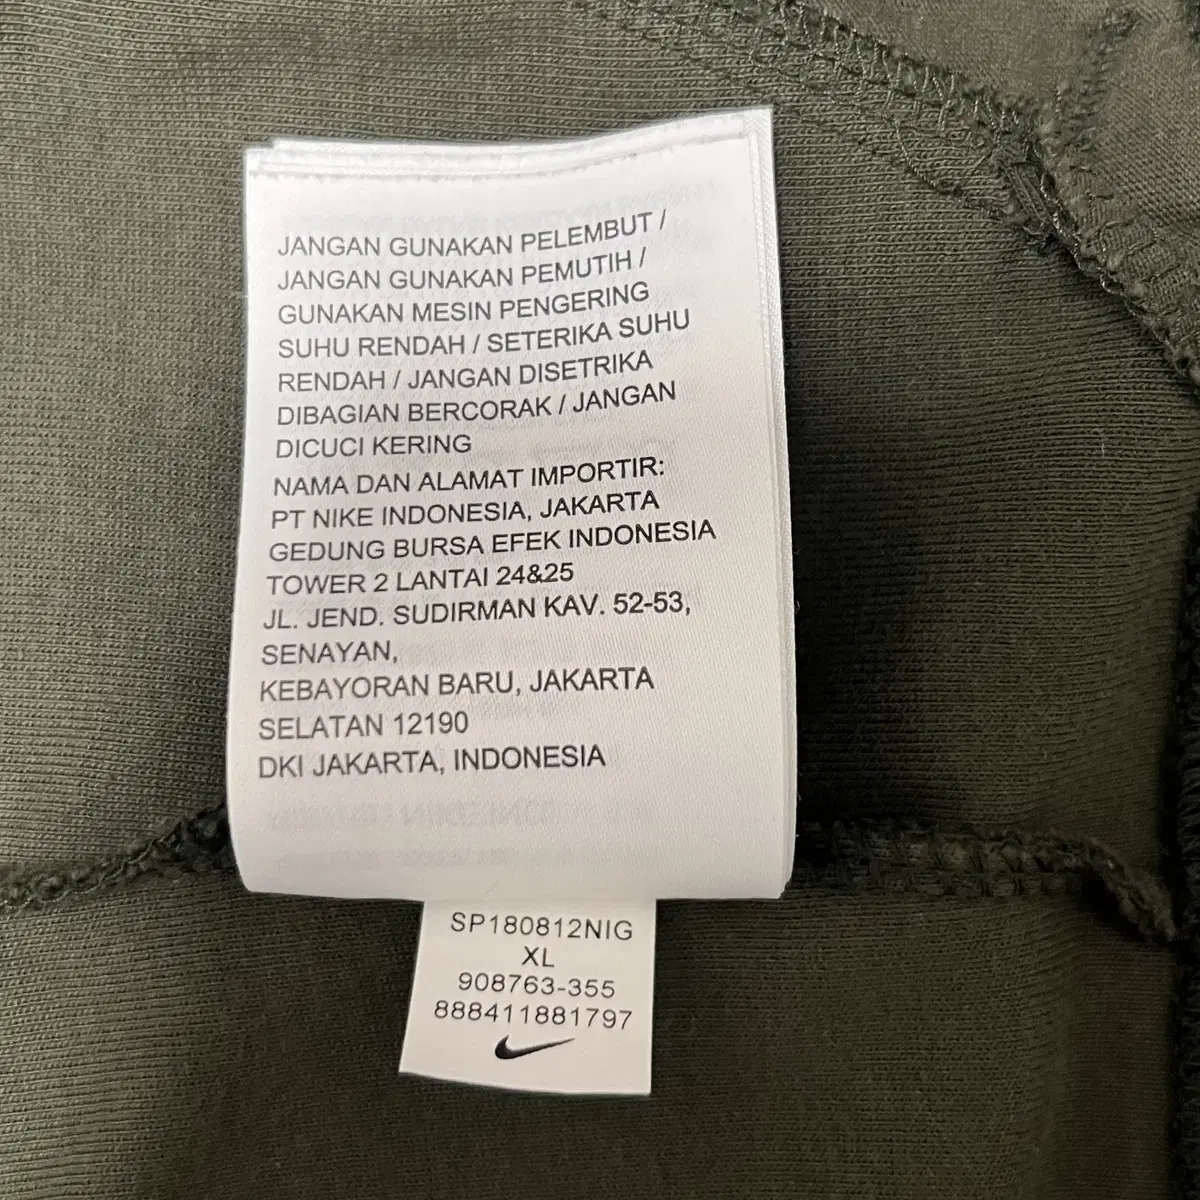 JANGAN GUNAKAN PELEMBUT /
JANGAN GUNAKAN PEMUTIH /
GUNAKAN MESIN PENGERING
SUHU RENDAH / SETERIKA SUHU
RENDAH / JANGAN DISETRIKA
DIBAGIAN BERCORAK / JANGAN
DICUCI KERING
NAMA DAN ALAMAT IMPORTIR:
PT NIKE INDONESIA, JAKARTA
GEDUNG BURSA EFEK INDONESIA
TOWER 2 LANTAI 24&25
JL. JEND. SUDIRMAN KAV. 52-53,
SENAYAN,
KEBAYORAN BARU, JAKARTA
SELATAN 12190
DKI JAKARTA, INDONESIA
SP180812NIG
XL
908763-355
888411881797